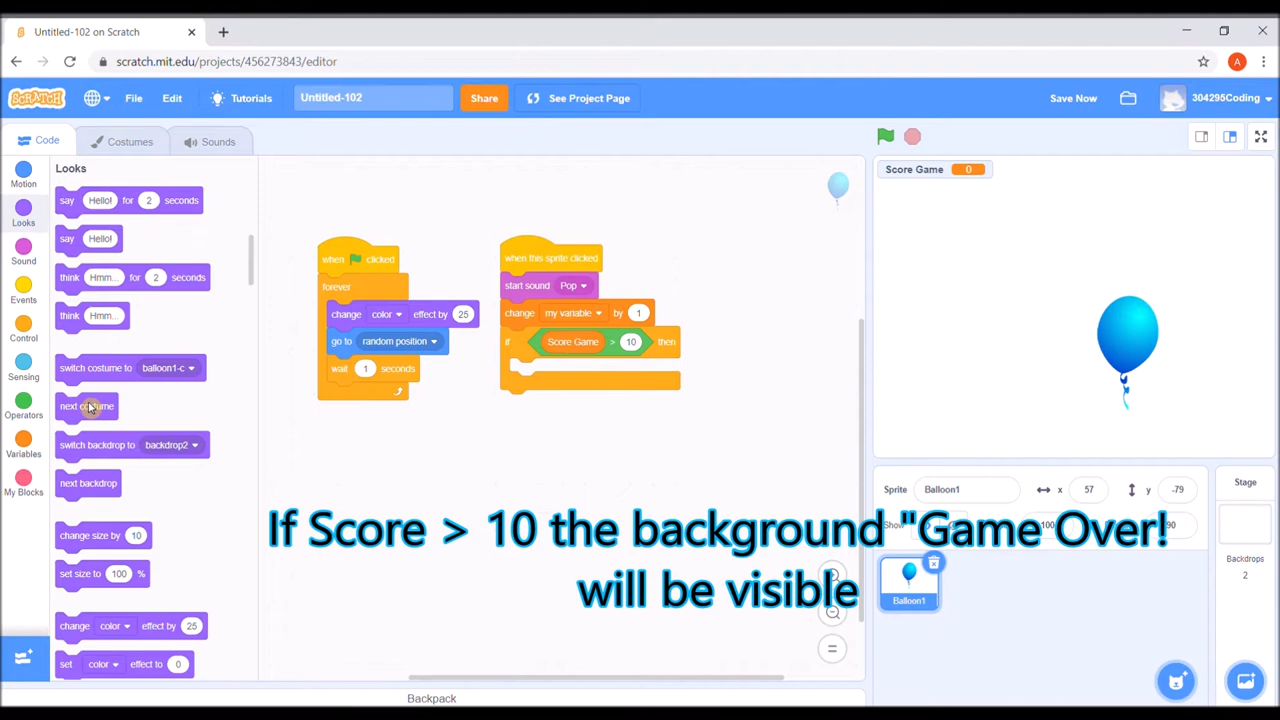 Untitled-102 on Scratch
scratch.mit.edu/projects/456273843/editor
A
SCRATCH
File
Edit
Tutorials
Untitled-102
Share
See Project Page
Save Now
304295Coding
Code
Costumes
Sounds
Motion
Looks
Sound
Events
Control
Sensing
Operators
Variables
My Blocks
Looks
say Hello! for 2 seconds
say Hello!
think Hmm... for 2 seconds
think Hmm...
switch costume to balloon1-c
next costume
switch backdrop to backdrop2
next backdrop
change size by 10
set size to 100 %
change color effect by 25
set color effect to 0
when clicked
forever
change color effect by 25
go to random position
wait 1 seconds
when this sprite clicked
start sound Pop
change my variable by 1
if Score Game > 10 then
Score Game 0
Sprite Balloon1 x 57 y -79
Show 100 90
Balloon1
Stage
Backdrops
2
If Score > 10 the background "Game Over!
will be visible
Backpack